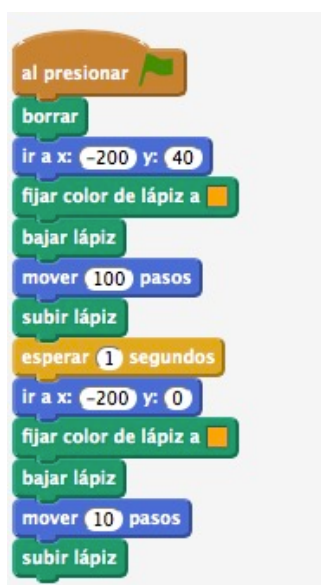 al presionar
borrar
ir a x: -200 y: 40
fijar color de lápiz a
bajar lápiz
mover 100 pasos
subir lápiz
esperar 1 segundos
ir a x: -200 y: 0
fijar color de lápiz a
bajar lápiz
mover 10 pasos
subir lápiz